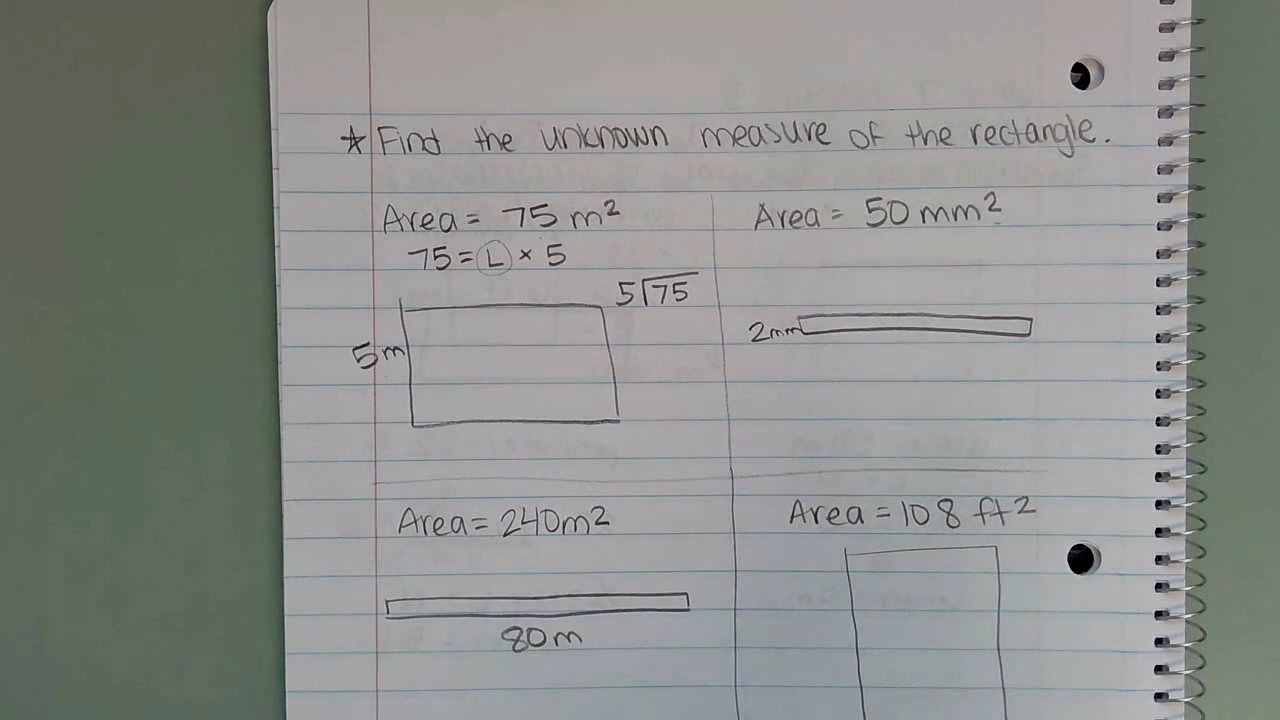 ★ Find the unknown measure of the rectangle.
Area = 75 m²
75 = L × 5
5⟌75
5m
Area = 50 mm²
2mm
Area = 240m²
80m
Area = 108 ft²